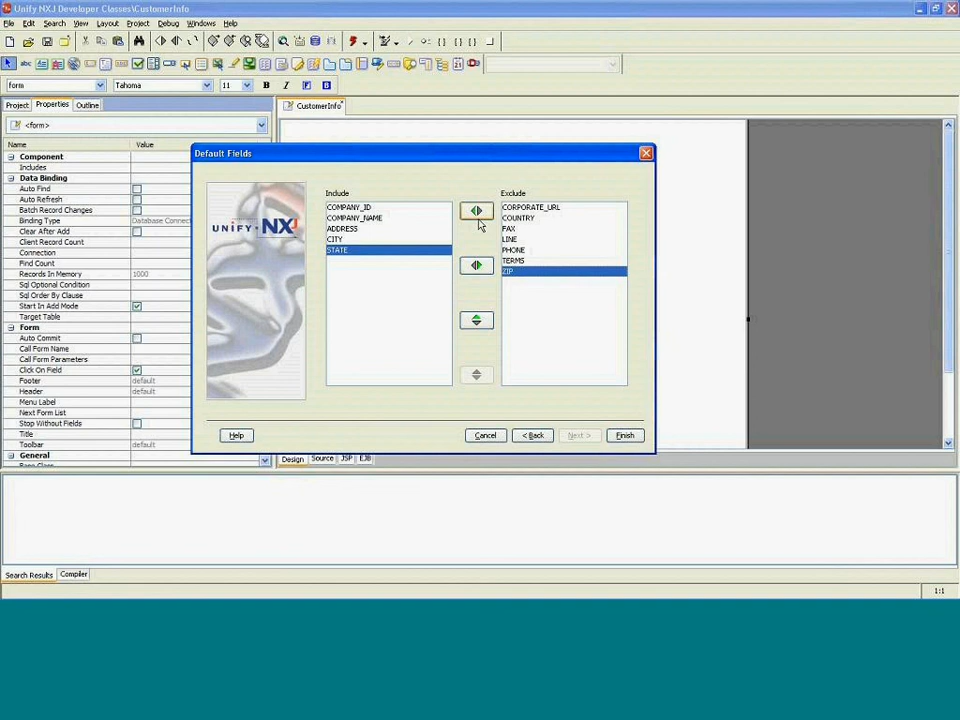 Unify NXJ Developer Classes\CustomerInfo
File Edit Search View Layout Project Debug Windows Help
form Tahoma 11 B I F B
Project Properties Outline CustomerInfo*
<form>
Name Value
Component
Includes
Data Binding
Auto Find
Auto Refresh
Batch Record Changes
Binding Type Database Connect
Clear After Add
Client Record Count
Connection
Find Count
Records In Memory 1000
Sql Optional Condition
Sql Order By Clause
Start In Add Mode
Target Table
Form
Auto Commit
Call Form Name
Call Form Parameters
Click On Field
Footer default
Header default
Menu Label
Next Form List
Stop Without Fields
Title
Toolbar default
General
Default Fields
UNIFY NXJ
Include
COMPANY_ID
COMPANY_NAME
ADDRESS
CITY
STATE
Exclude
CORPORATE_URL
COUNTRY
FAX
LINE
PHONE
TERMS
ZIP
Help Cancel < Back Next > Finish
Design Source JSP EJB
Search Results Compiler
1:1